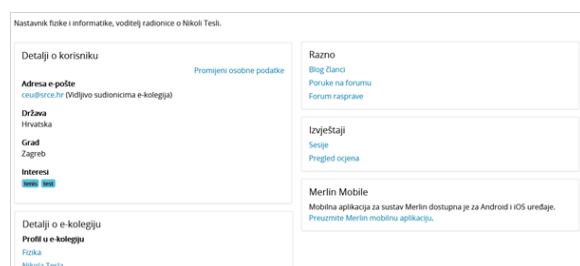 Nastavnik fizike i informatike, voditelj radionice o Nikoli Tesli.
Detalji o korisniku
Promijeni osobne podatke
Adresa e-pošte
ceu@srce.hr (Vidljivo sudionicima e-kolegija)
Država
Hrvatska
Grad
Zagreb
Interesi
tenis test
Detalji o e-kolegiju
Profil u e-kolegiju
Fizika
Nikola Tesla
Razno
Blog članci
Poruke na forumu
Forum rasprave
Izvještaji
Sesije
Pregled ocjena
Merlin Mobile
Mobilna aplikacija za sustav Merlin dostupna je za Android i iOS uređaje.
Preuzmite Merlin mobilnu aplikaciju.